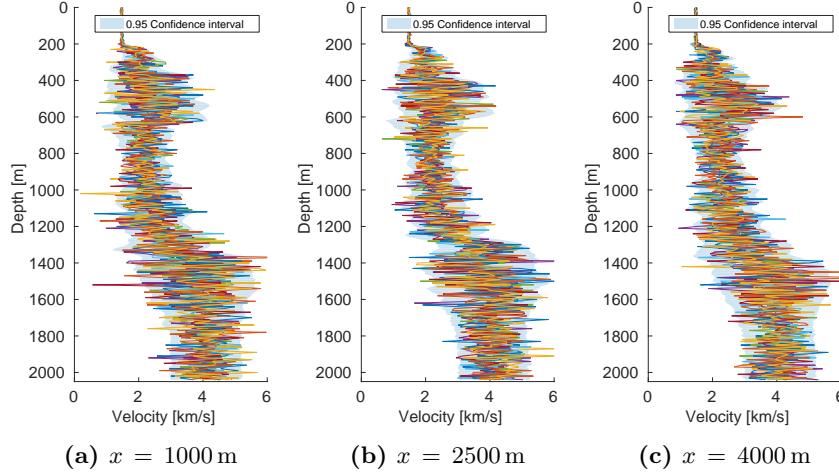 0.95 Confidence interval
0
200
400
600
800
1000
1200
1400
1600
1800
2000
Depth [m]
0 2 4 6
Velocity [km/s]
(a) x = 1000 m
0.95 Confidence interval
0
200
400
600
800
1000
1200
1400
1600
1800
2000
Depth [m]
0 2 4 6
Velocity [km/s]
(b) x = 2500 m
0.95 Confidence interval
0
200
400
600
800
1000
1200
1400
1600
1800
2000
Depth [m]
0 2 4 6
Velocity [km/s]
(c) x = 4000 m